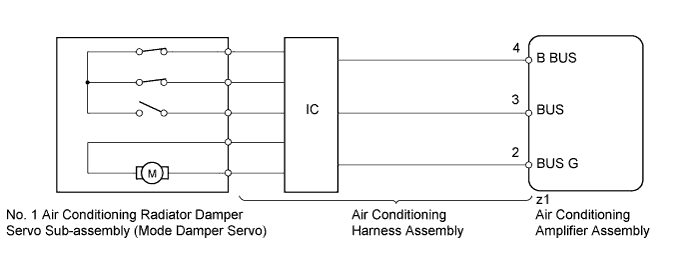 4
B BUS
3
BUS
IC
2
BUS G
M
z1
No. 1 Air Conditioning Radiator Damper
Servo Sub-assembly (Mode Damper Servo)
Air Conditioning
Harness Assembly
Air Conditioning
Amplifier Assembly